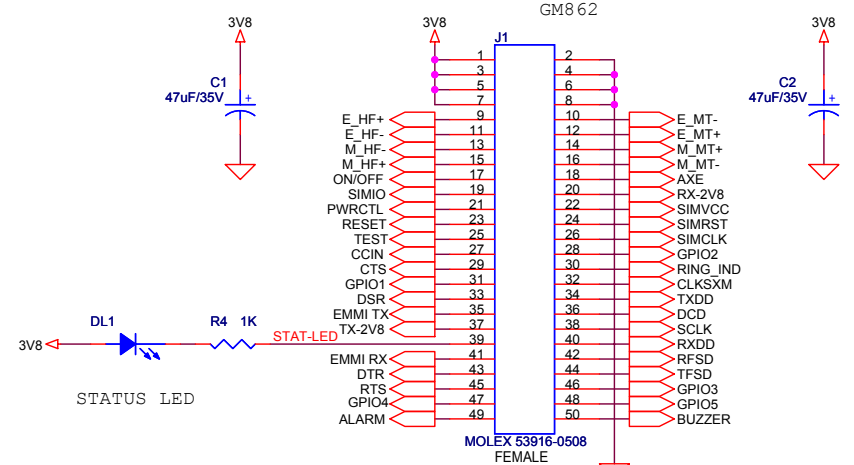 GM862
3V8
3V8
3V8
J1
C1
47uF/35V
+
C2
47uF/35V
+
1 2
3 4
5 6
7 8
E_HF+ 9 10 E_MT-
E_HF- 11 12 E_MT+
M_HF- 13 14 M_MT+
M_HF+ 15 16 M_MT-
ON/OFF 17 18 AXE
SIMIO 19 20 RX-2V8
PWRCTL 21 22 SIMVCC
RESET 23 24 SIMRST
TEST 25 26 SIMCLK
CCIN 27 28 GPIO2
CTS 29 30 RING_IND
GPIO1 31 32 CLKSXM
DSR 33 34 TXDD
EMMI TX 35 36 DCD
TX-2V8 37 38 SCLK
3V8 DL1 R4 1K STAT-LED 39 40 RXDD
EMMI RX 41 42 RFSD
DTR 43 44 TFSD
RTS 45 46 GPIO3
GPIO4 47 48 GPIO5
ALARM 49 50 BUZZER
STATUS LED
MOLEX 53916-0508
FEMALE